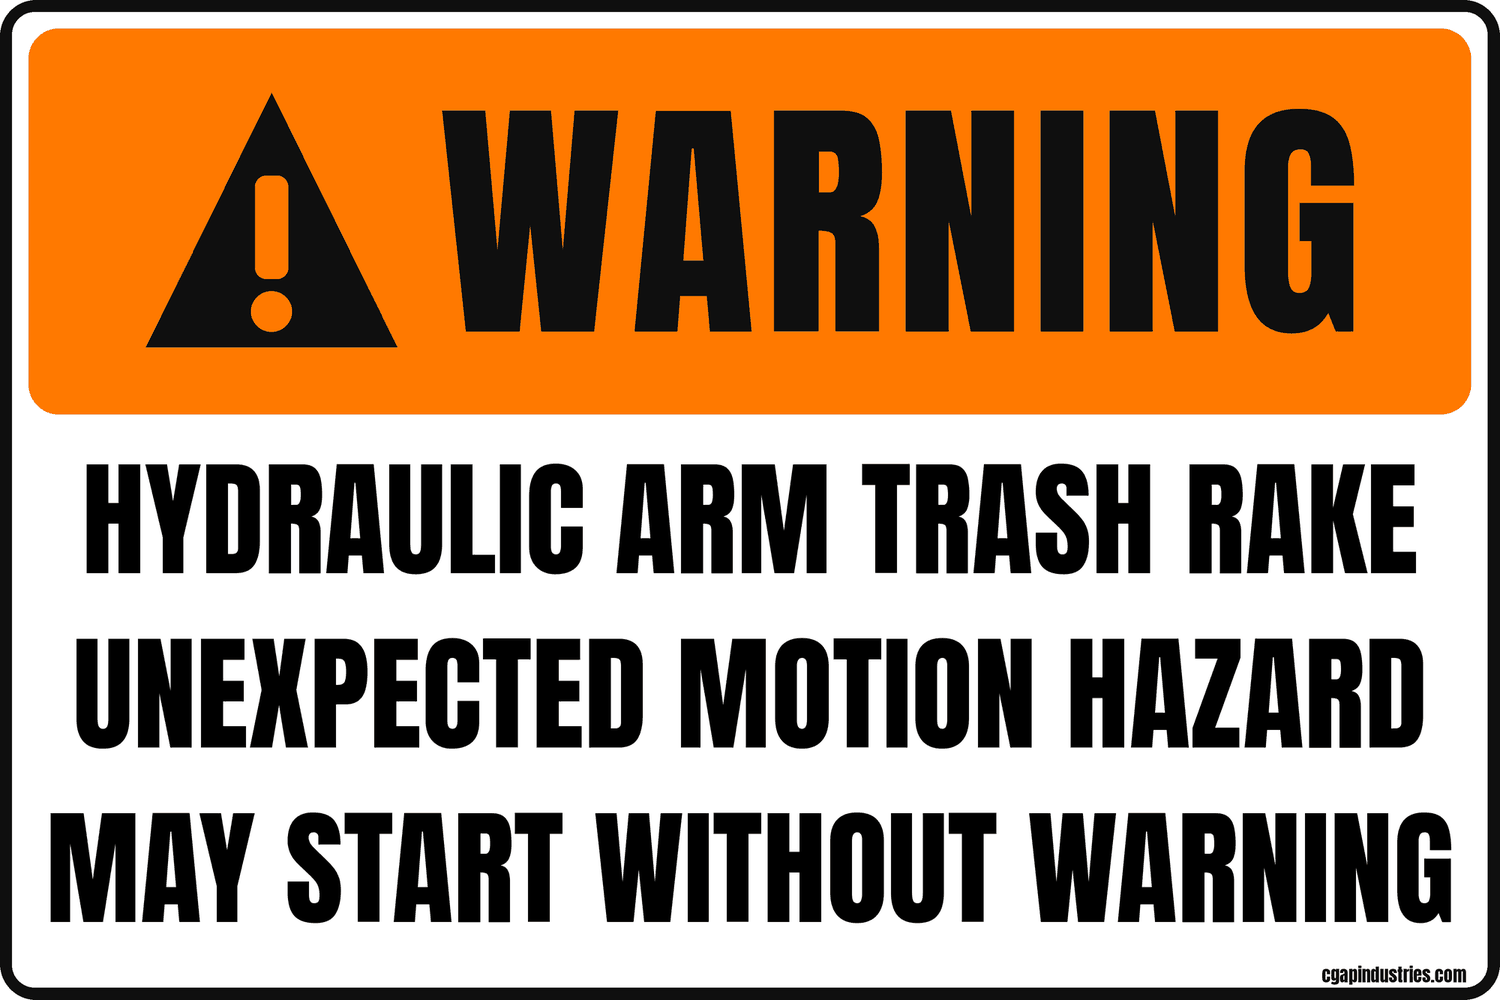 WARNING
HYDRAULIC ARM TRASH RAKE
UNEXPECTED MOTION HAZARD
MAY START WITHOUT WARNING
cgapindustries.com